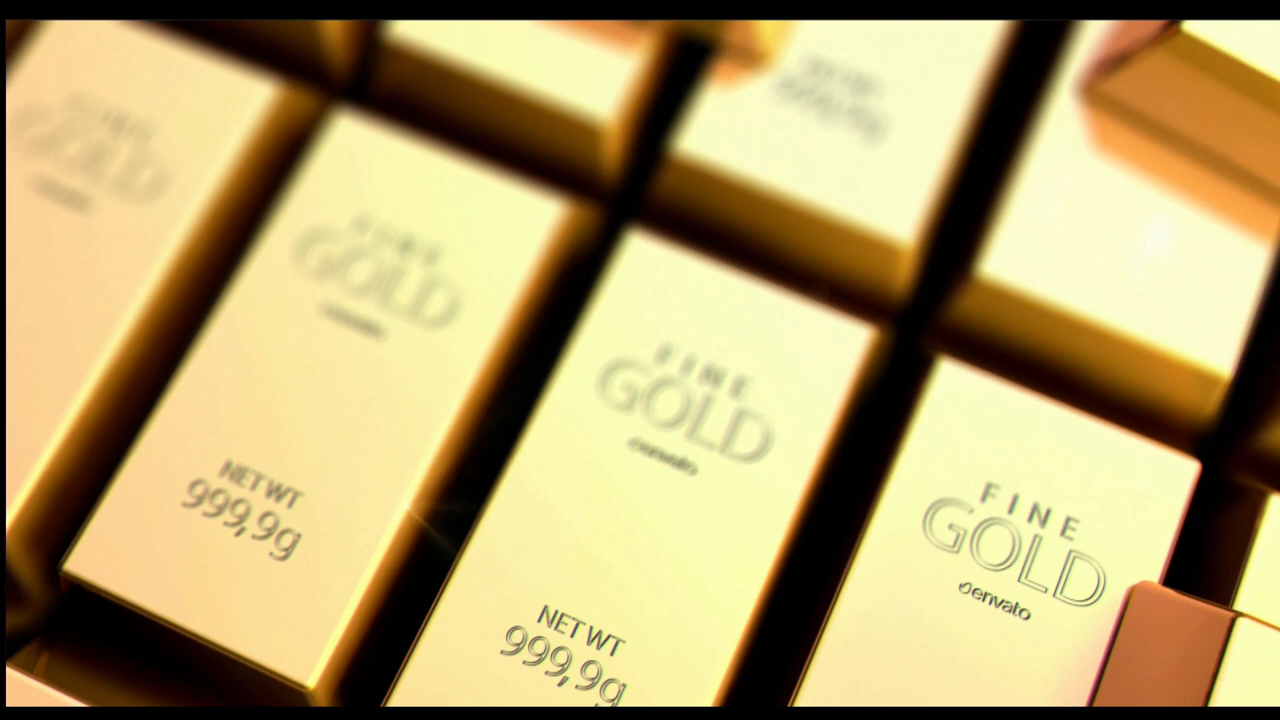 FINE
GOLD
NET WT
999,9g
FINE
GOLD
envato
NET WT
999,9g
FINE
GOLD
envato